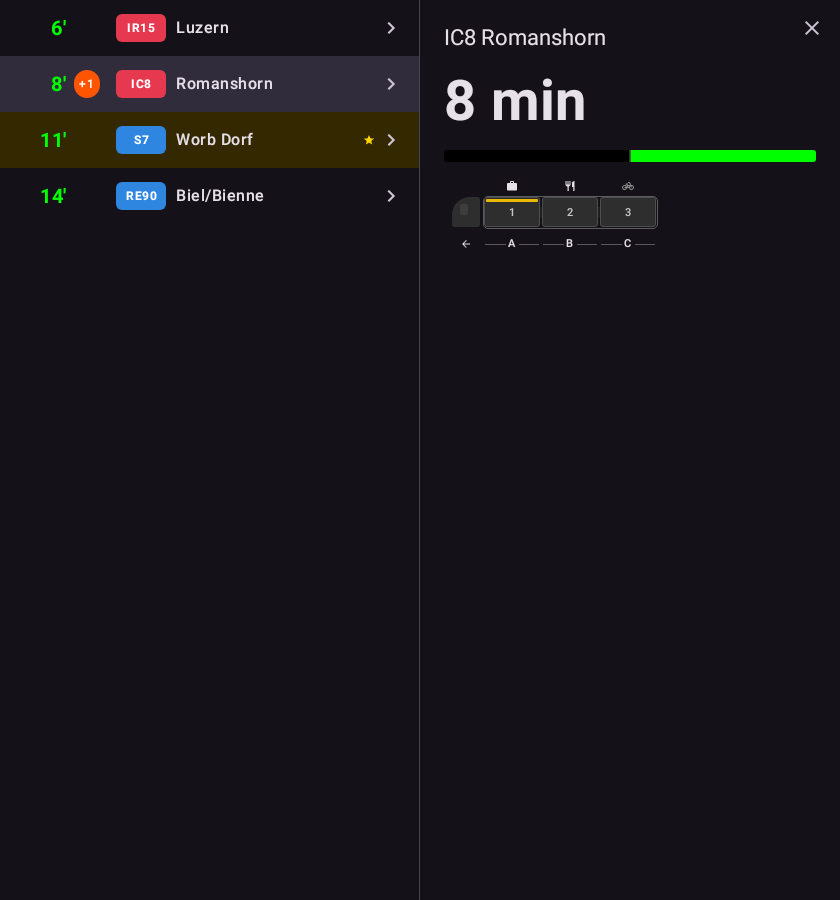 6' IR15 Luzern
8' +1 IC8 Romanshorn
11' S7 Worb Dorf
14' RE90 Biel/Bienne
IC8 Romanshorn
8 min
1 2 3
A B C